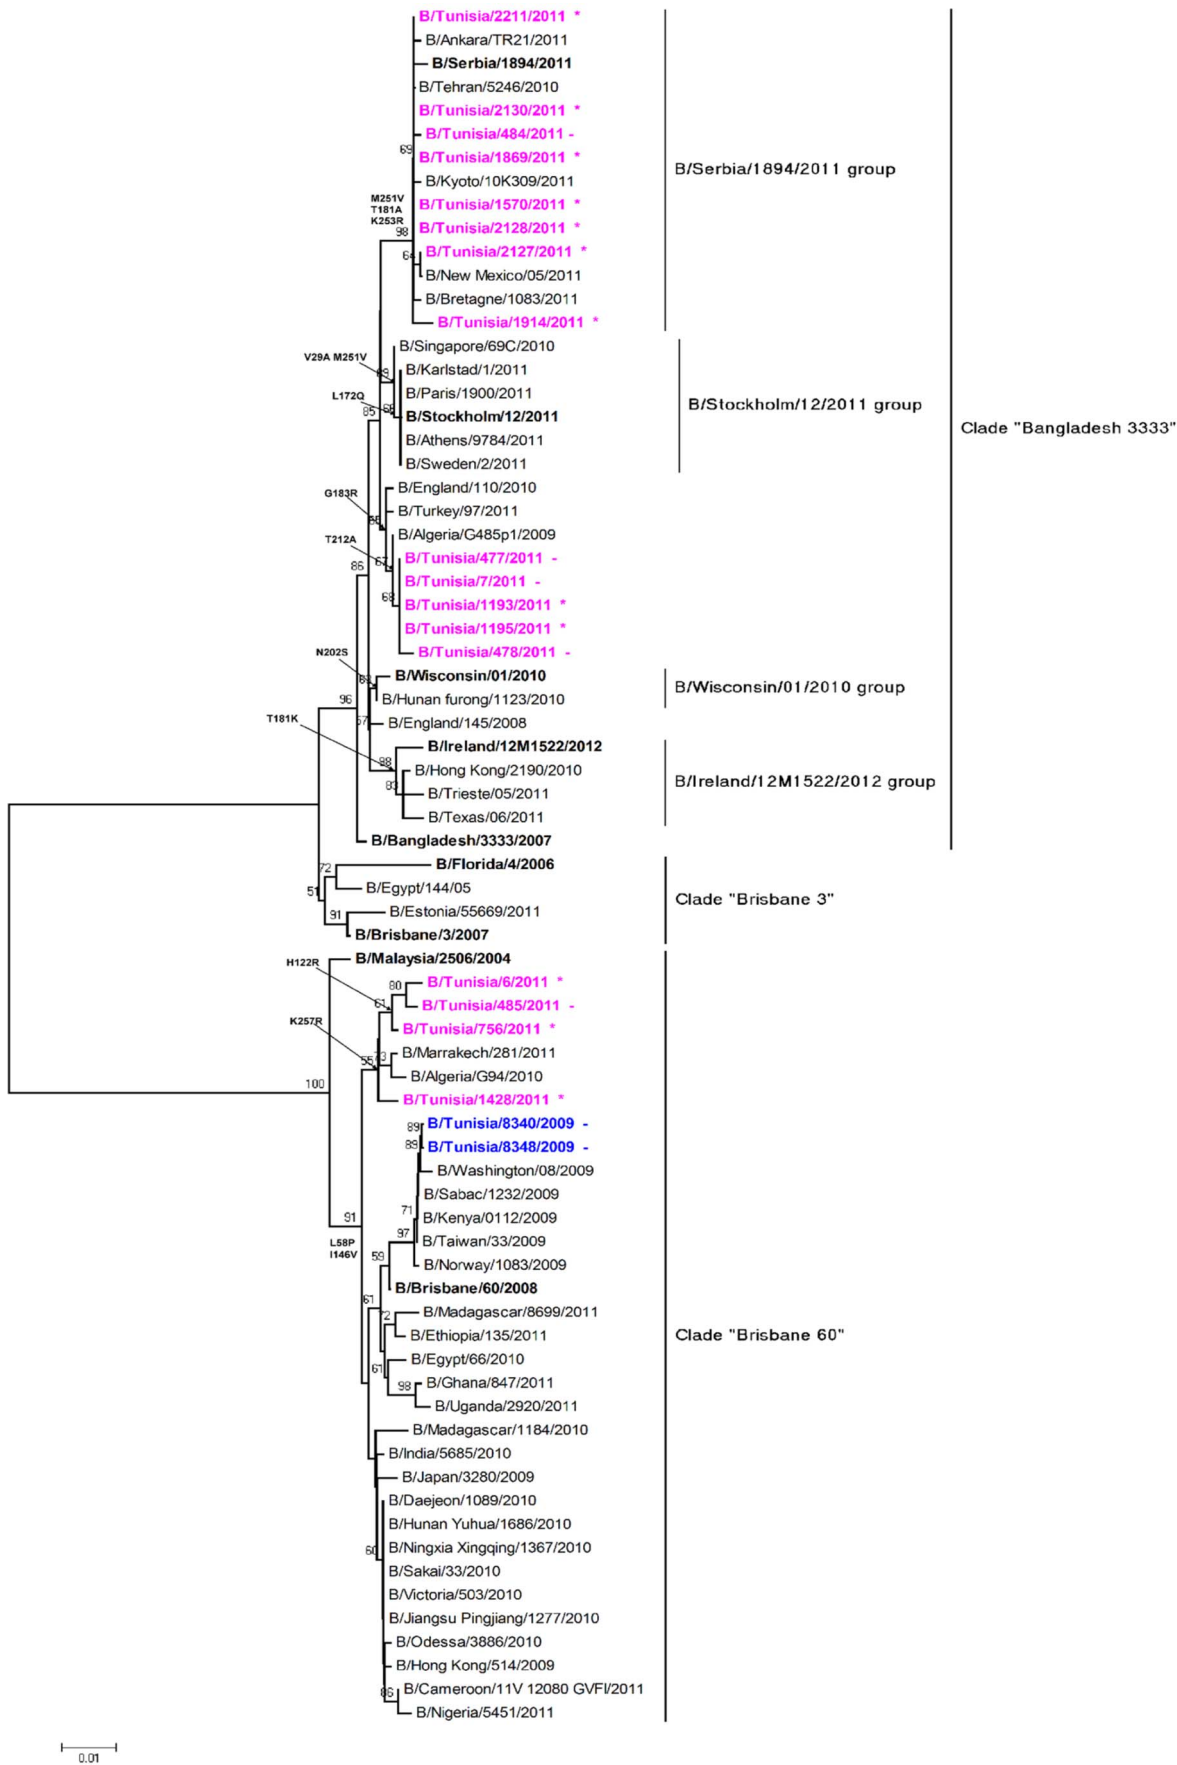 B/Tunisia/2211/2011 *
B/Ankara/TR21/2011
B/Serbia/1894/2011
B/Tehran/5246/2010
B/Tunisia/2130/2011 *
B/Tunisia/484/2011 -
69
B/Tunisia/1869/2011 *
B/Serbia/1894/2011 group
B/Kyoto/10K309/2011
M251V
T181A
K253R
B/Tunisia/1570/2011 *
B/Tunisia/2128/2011 *
98
B/Tunisia/2127/2011 *
64
B/New Mexico/05/2011
B/Bretagne/1083/2011
B/Tunisia/1914/2011 *
B/Singapore/69C/2010
V29A M251V
B/Karlstad/1/2011
L172Q
B/Paris/1900/2011
B/Stockholm/12/2011 group
85
B/Stockholm/12/2011
Clade "Bangladesh 3333"
B/Athens/9784/2011
B/Sweden/2/2011
B/England/110/2010
G183R
B/Turkey/97/2011
B/Algeria/G485p1/2009
T212A
B/Tunisia/477/2011 -
67
86
B/Tunisia/7/2011 -
68
B/Tunisia/1193/2011 *
B/Tunisia/1195/2011 *
N202S
B/Tunisia/478/2011 -
B/Wisconsin/01/2010
B/Wisconsin/01/2010 group
96
B/Hunan furong/1123/2010
T181K
57
B/England/145/2008
B/Ireland/12M1522/2012
88
B/Hong Kong/2190/2010
B/Ireland/12M1522/2012 group
83
B/Trieste/05/2011
B/Texas/06/2011
B/Bangladesh/3333/2007
72
B/Florida/4/2006
51
B/Egypt/144/05
Clade "Brisbane 3"
91
B/Estonia/55669/2011
B/Brisbane/3/2007
H122R
B/Malaysia/2506/2004
80
B/Tunisia/6/2011 *
61
B/Tunisia/485/2011 -
K257R
B/Tunisia/756/2011 *
55
73
B/Marrakech/281/2011
100
B/Algeria/G94/2010
B/Tunisia/1428/2011 *
89
B/Tunisia/8340/2009 -
89
B/Tunisia/8348/2009 -
B/Washington/08/2009
B/Sabac/1232/2009
71
B/Kenya/0112/2009
91
97
B/Taiwan/33/2009
L58P
I146V
59
B/Norway/1083/2009
B/Brisbane/60/2008
61
72
B/Madagascar/8699/2011
B/Ethiopia/135/2011
Clade "Brisbane 60"
61
B/Egypt/66/2010
98
B/Ghana/847/2011
B/Uganda/2920/2011
B/Madagascar/1184/2010
B/India/5685/2010
B/Japan/3280/2009
B/Daejeon/1089/2010
B/Hunan Yuhua/1686/2010
60
B/Ningxia Xingqing/1367/2010
B/Sakai/33/2010
B/Victoria/503/2010
B/Jiangsu Pingjiang/1277/2010
B/Odessa/3886/2010
B/Hong Kong/514/2009
86
B/Cameroon/11V 12080 GVFI/2011
B/Nigeria/5451/2011
0.01